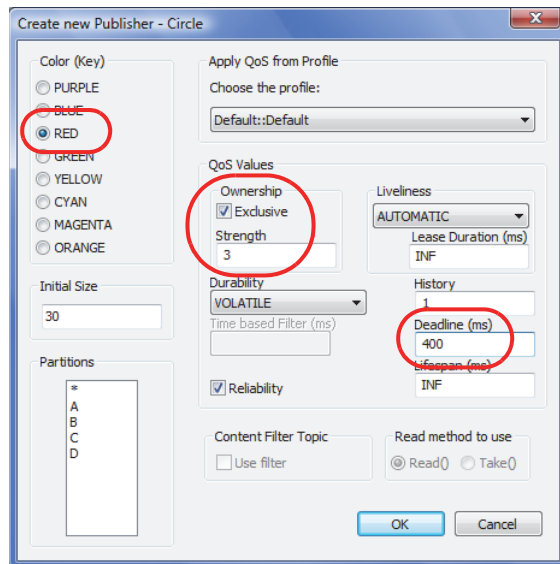 Create new Publisher - Circle
Color (Key)
PURPLE
BLUE
RED
GREEN
YELLOW
CYAN
MAGENTA
ORANGE
Initial Size
30
Partitions
*
A
B
C
D
Apply QoS from Profile
Choose the profile:
Default::Default
QoS Values
Ownership
Exclusive
Strength
3
Liveliness
AUTOMATIC
Lease Duration (ms)
INF
Durability
VOLATILE
Time based Filter (ms)
History
1
Deadline (ms)
400
Lifespan (ms)
INF
Reliability
Content Filter Topic
Use filter
Read method to use
Read() Take()
OK Cancel